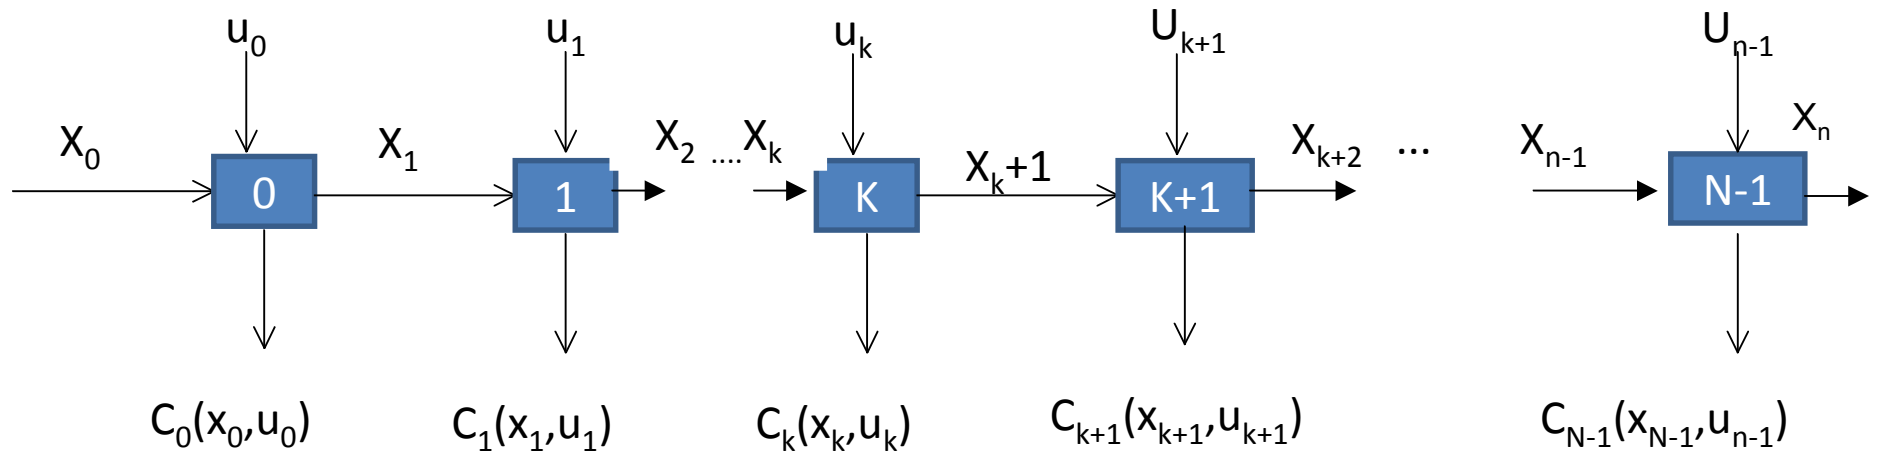 u₀ u₁ uₖ Uₖ₊₁ Uₙ₋₁
X₀ X₁ X₂ ....Xₖ Xₖ+1 Xₖ₊₂ ... Xₙ₋₁ Xₙ
0 1 K K+1 N-1
C₀(x₀,u₀) C₁(x₁,u₁) Cₖ(xₖ,uₖ) Cₖ₊₁(xₖ₊₁,uₖ₊₁) C_N-1(x_N-1,uₙ₋₁)